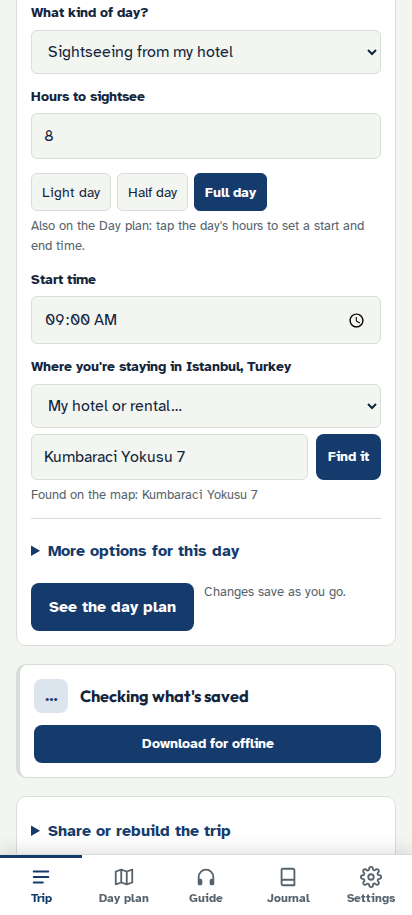 What kind of day?
Sightseeing from my hotel
Hours to sightsee
8
Light day
Half day
Full day
Also on the Day plan: tap the day's hours to set a start and
end time.
Start time
09:00 AM
Where you're staying in Istanbul, Turkey
My hotel or rental...
Kumbaraci Yokusu 7
Find it
Found on the map: Kumbaraci Yokusu 7
More options for this day
See the day plan
Changes save as you go.
... Checking what's saved
Download for offline
Share or rebuild the trip
Trip
Day plan
Guide
Journal
Settings